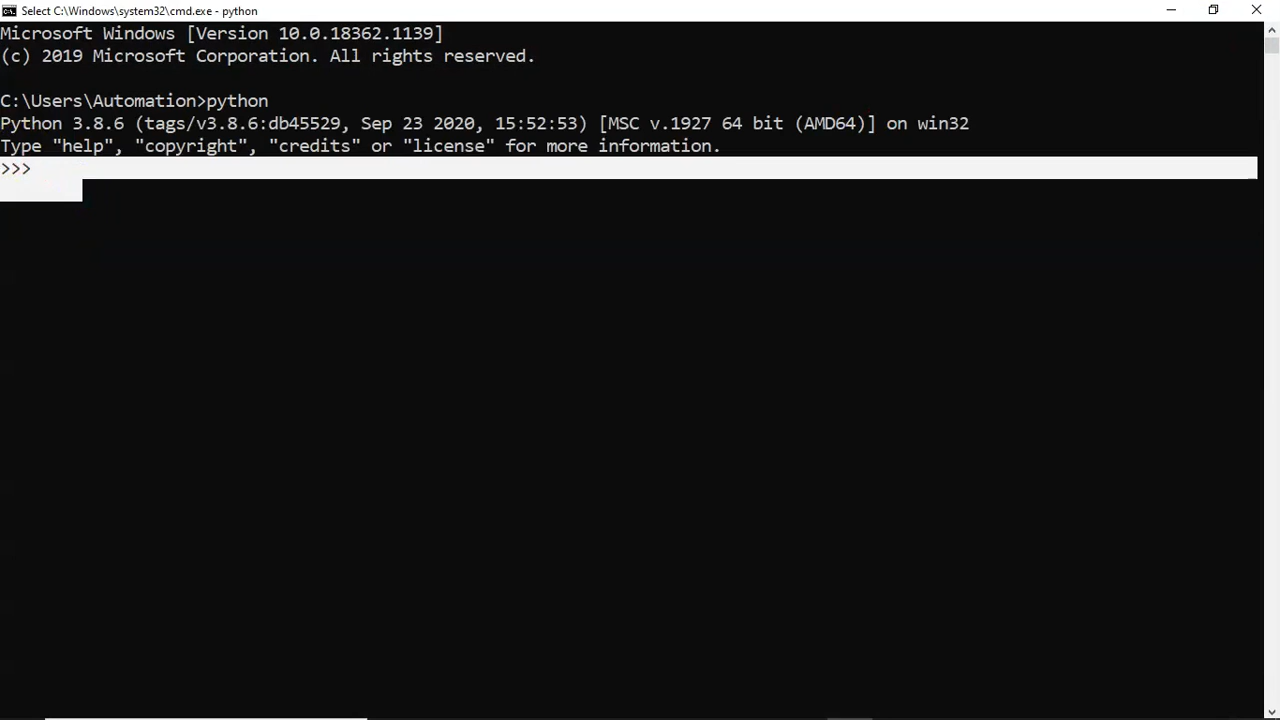 Select C:\Windows\system32\cmd.exe - python
Microsoft Windows [Version 10.0.18362.1139]
(c) 2019 Microsoft Corporation. All rights reserved.
C:\Users\Automation>python
Python 3.8.6 (tags/v3.8.6:db45529, Sep 23 2020, 15:52:53) [MSC v.1927 64 bit (AMD64)] on win32
Type "help", "copyright", "credits" or "license" for more information.
>>>